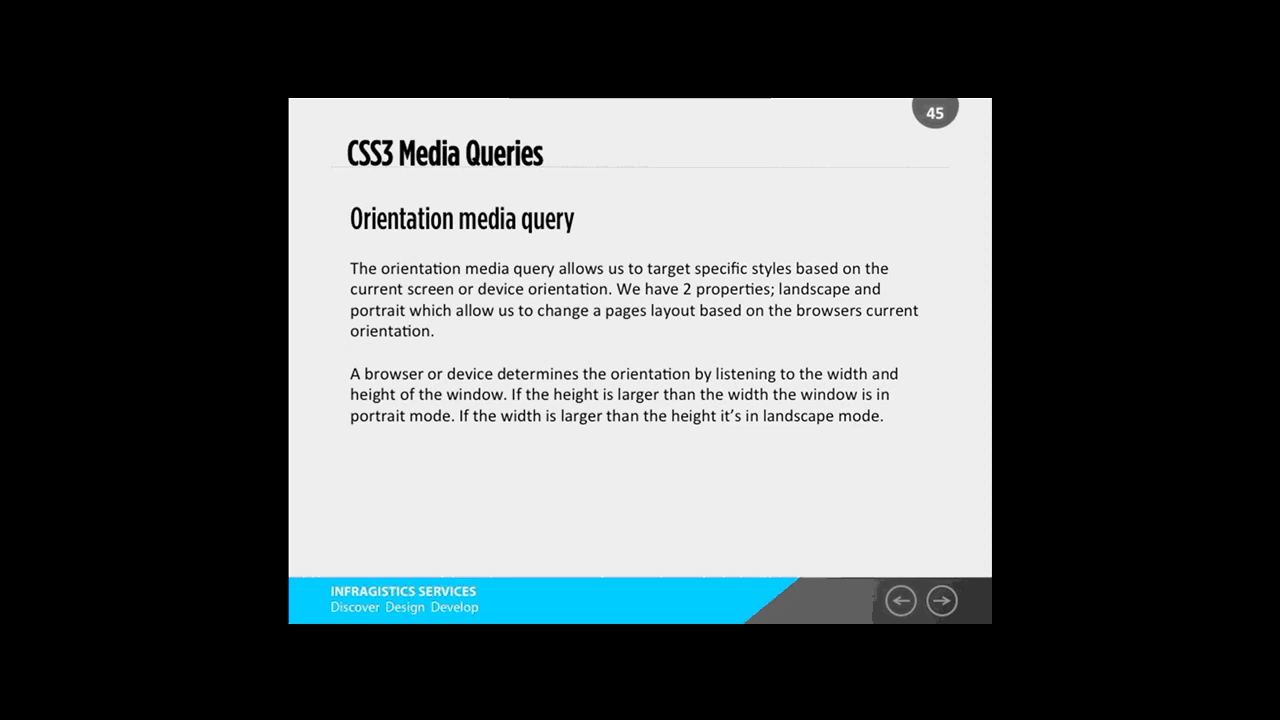 45
CSS3 Media Queries
Orientation media query
The orientation media query allows us to target specific styles based on the
current screen or device orientation. We have 2 properties; landscape and
portrait which allow us to change a pages layout based on the browsers current
orientation.
A browser or device determines the orientation by listening to the width and
height of the window. If the height is larger than the width the window is in
portrait mode. If the width is larger than the height it’s in landscape mode.
INFRAGISTICS SERVICES
Discover Design Develop